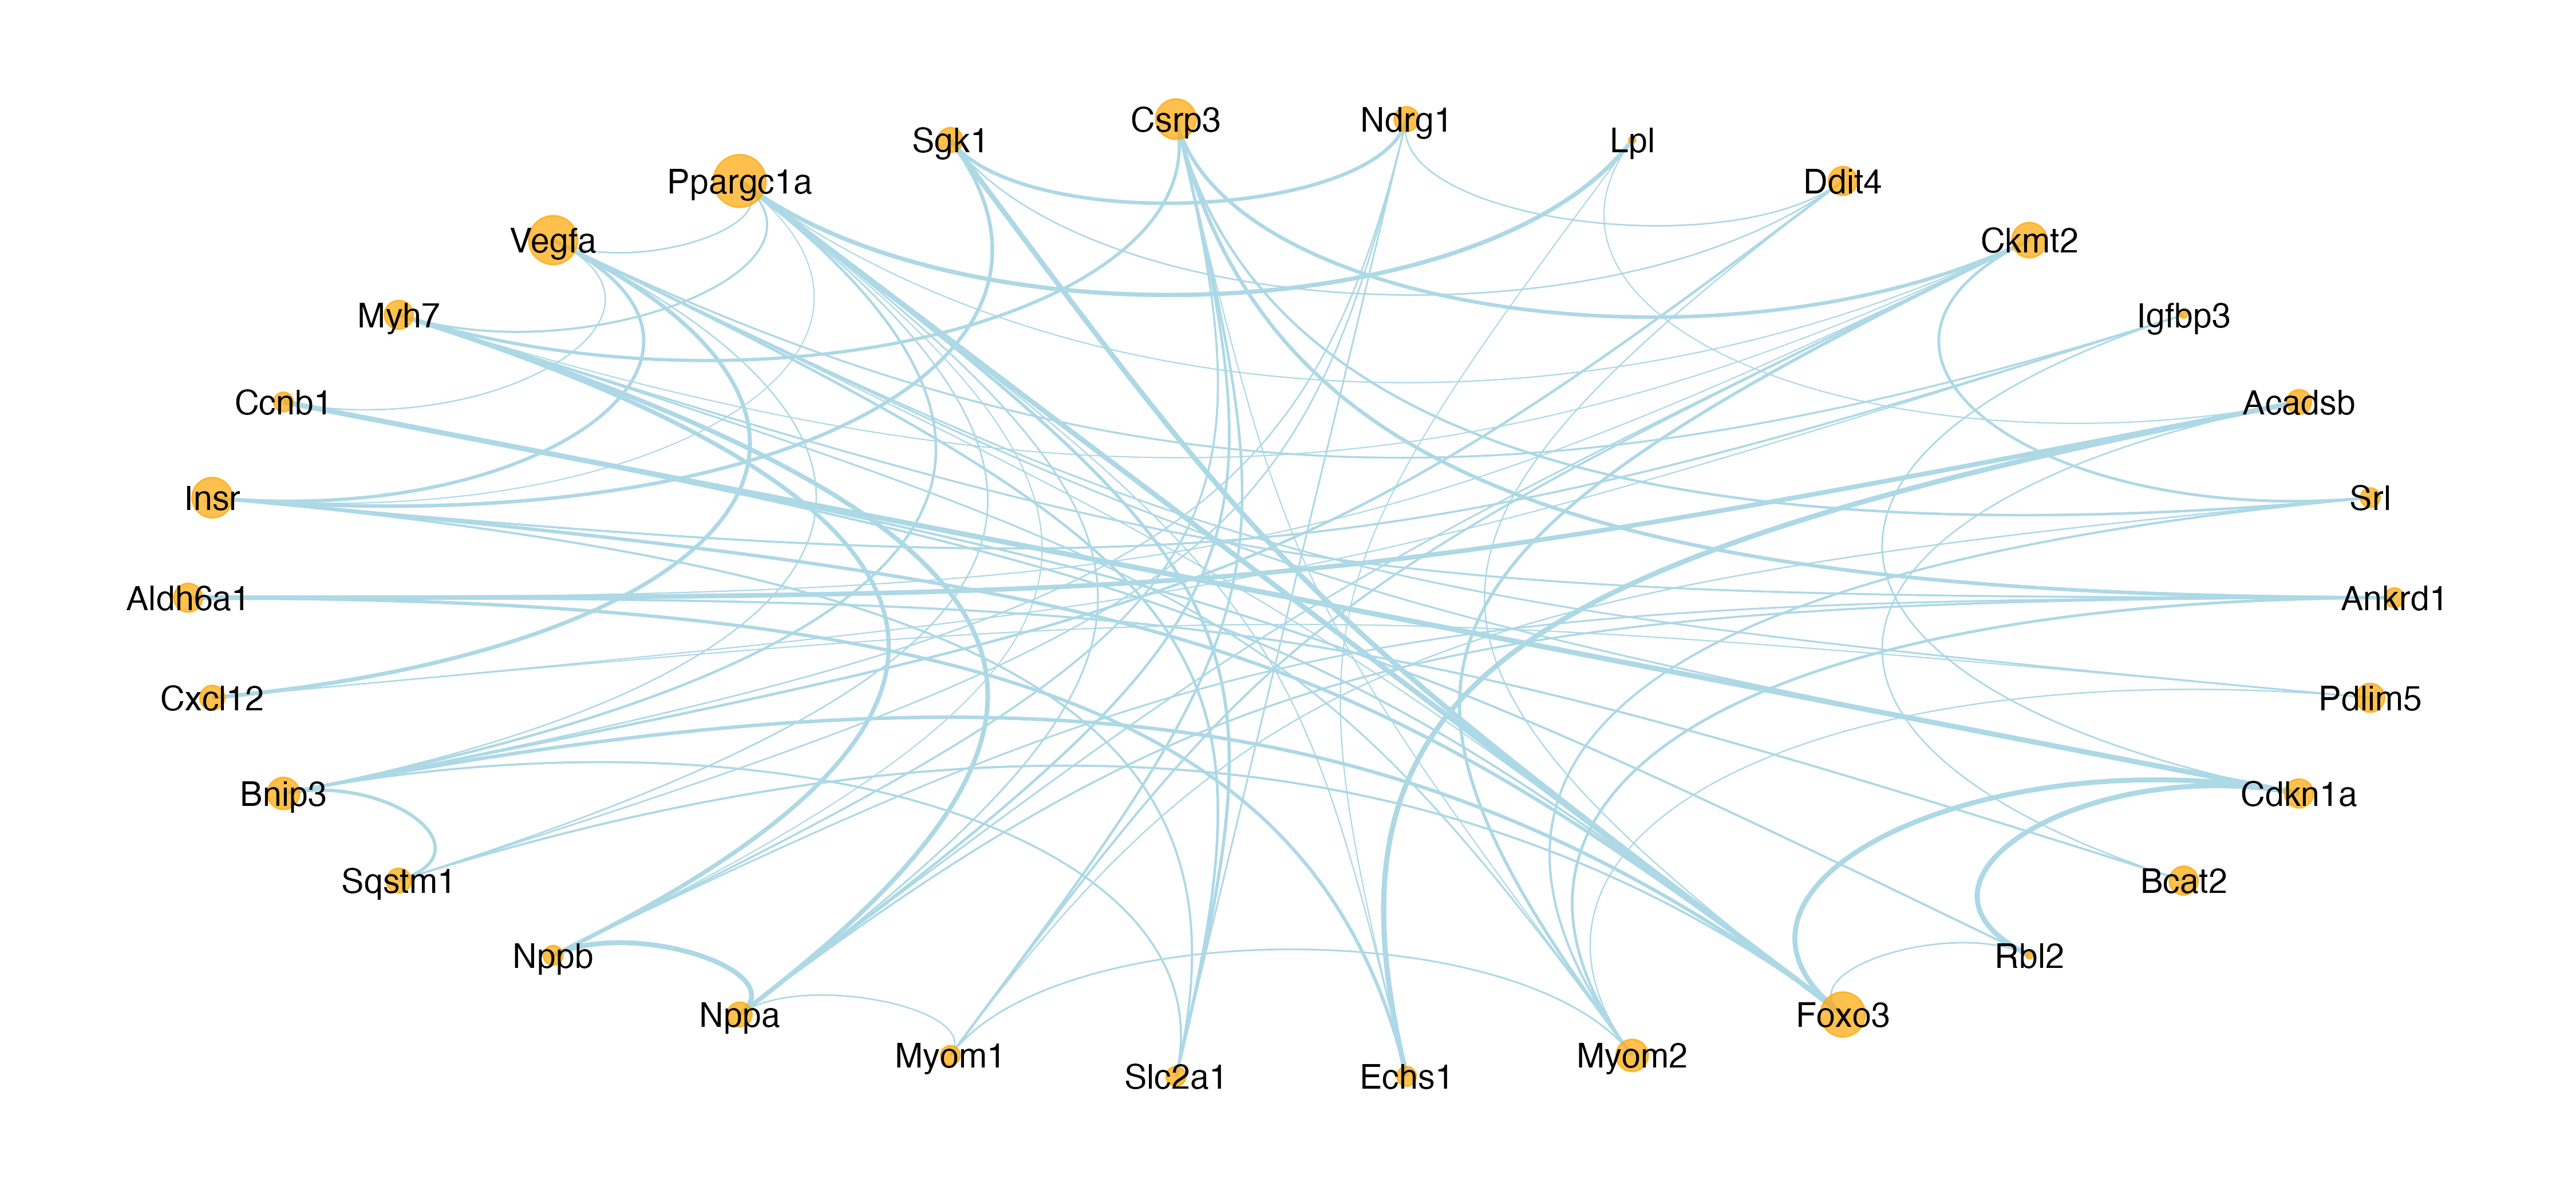 Csrp3
Ndrg1
Sgk1
Lpl
Ppargc1a
Ddit4
Vegfa
Ckmt2
Myh7
Igfbp3
Ccnb1
Acadsb
Insr
Srl
Aldh6a1
Ankrd1
Cxcl12
Pdlim5
Bnip3
Cdkn1a
Sqstm1
Bcat2
Nppb
Rbl2
Nppa
Foxo3
Myom1
Myom2
Slc2a1
Echs1